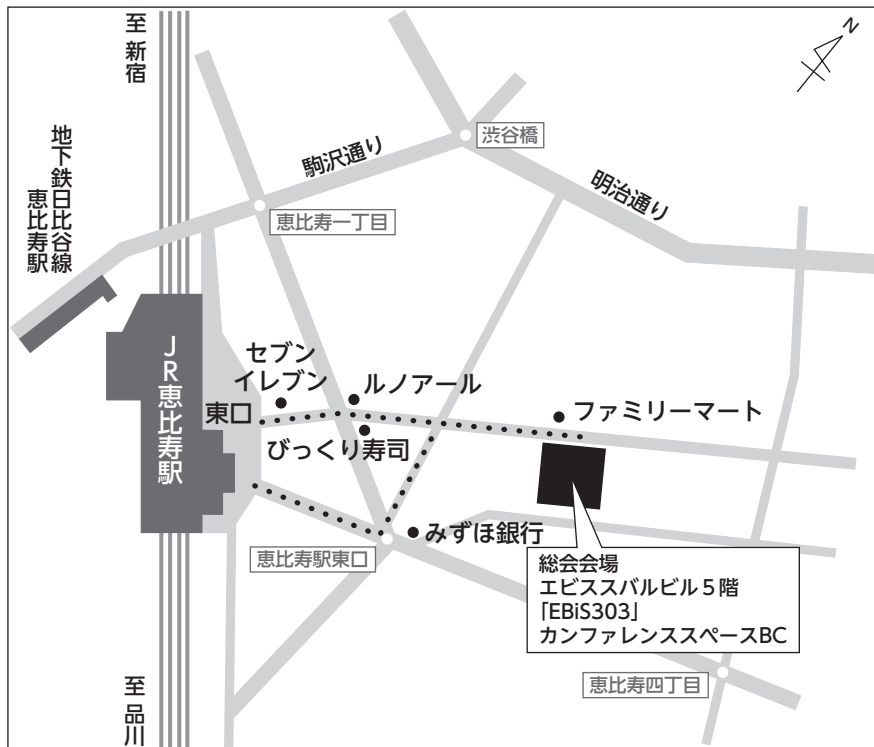 至 新宿
N
地下鉄日比谷線
恵比寿駅
駒沢通り
渋谷橋
明治通り
恵比寿一丁目
JR恵比寿駅
東口
セブン
イレブン
ルノアール
びっくり寿司
ファミリーマート
みずほ銀行
恵比寿駅東口
総会会場
エビススバルビル5階
「EBiS303」
カンファレンススペースBC
恵比寿四丁目
至 品川